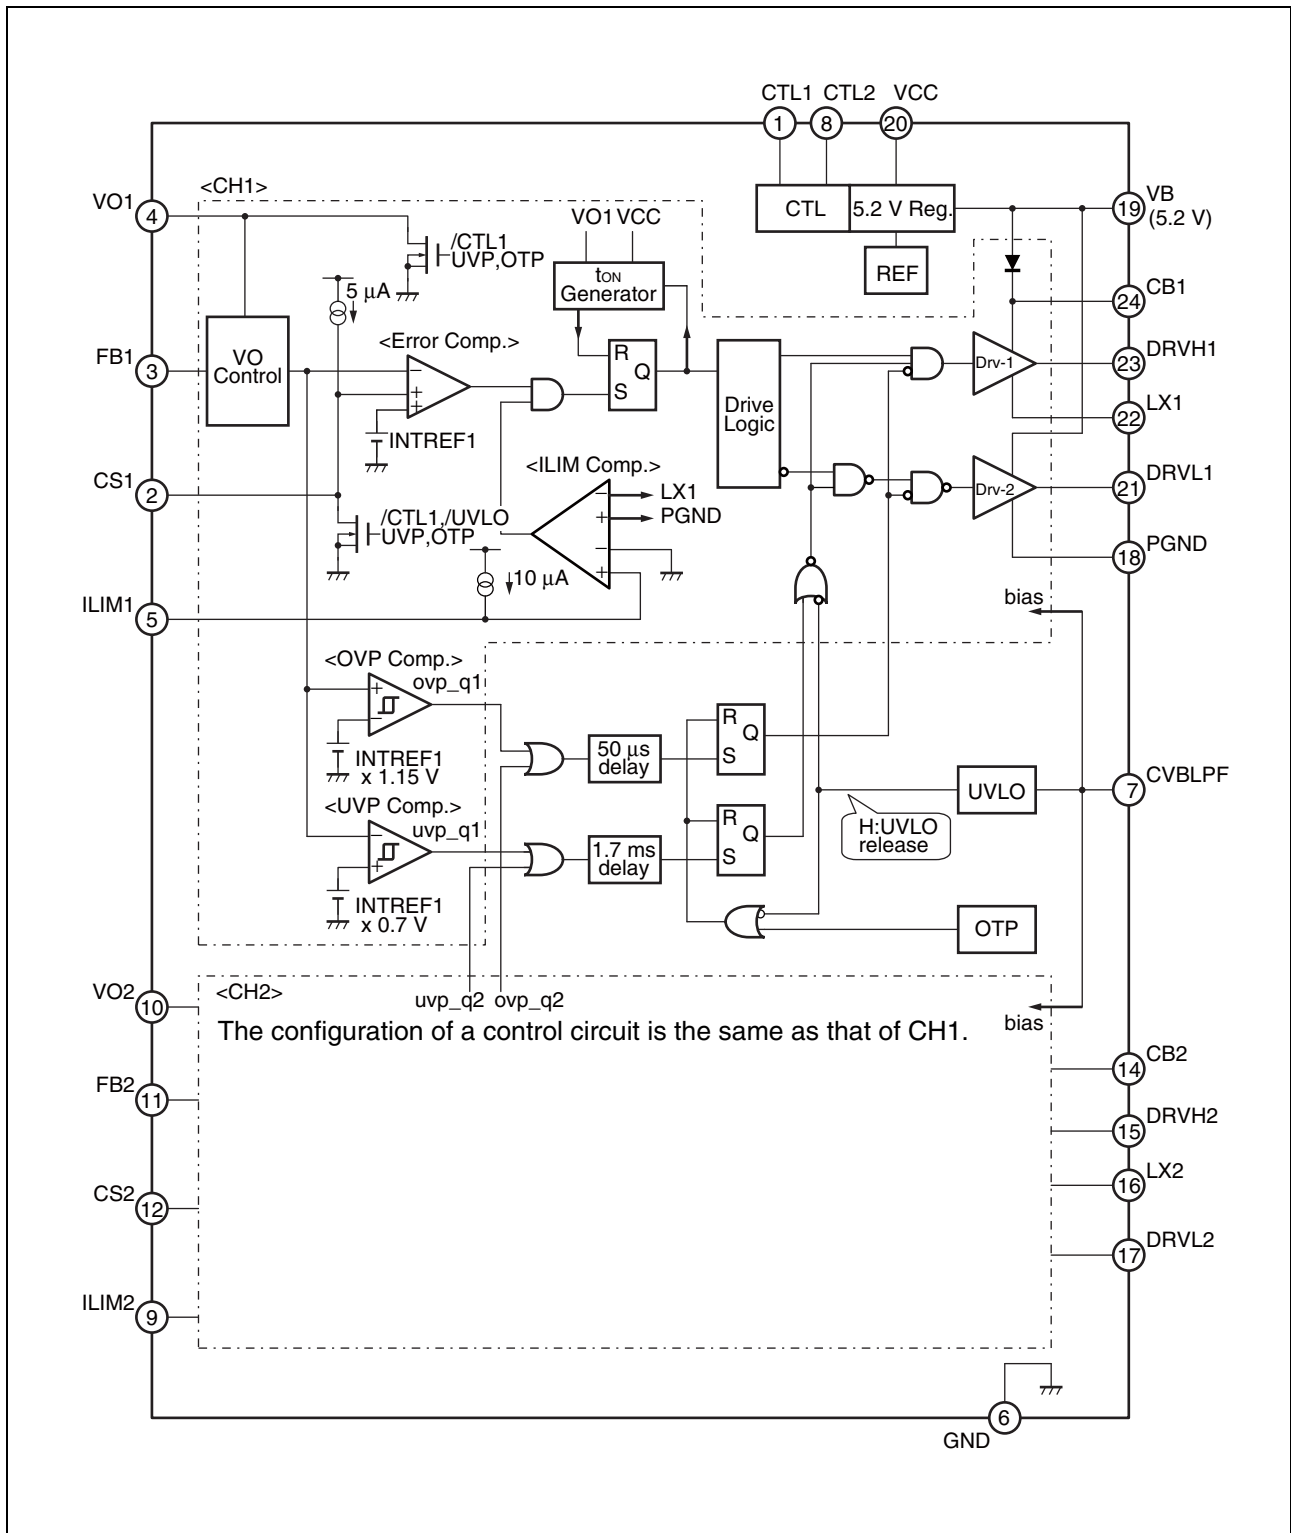 CTL1 CTL2 VCC
1 8 20
<CH1>
VO1
4
VO1 VCC
CTL
5.2 V Reg.
19
VB
(5.2 V)
/CTL1
UVP,OTP
REF
tON
Generator
5 µA
24
CB1
<Error Comp.>
FB1
3
VO
Control
R
S
Q
Drive
Logic
Drv-1
23
DRVH1
−
+
+
INTREF1
22
LX1
<ILIM Comp.>
CS1
2
−
+
−
+
LX1
PGND
Drv-2
21
DRVL1
/CTL1,/UVLO
UVP,OTP
18
PGND
10 µA
ILIM1
5
bias
<OVP Comp.>
ovp_q1
+
−
INTREF1
x 1.15 V
50 µs
delay
R
S
Q
UVLO
7
CVBLPF
H:UVLO
release
<UVP Comp.>
uvp_q1
−
+
INTREF1
x 0.7 V
1.7 ms
delay
R
S
Q
OTP
<CH2>
uvp_q2 ovp_q2
bias
VO2
10
The configuration of a control circuit is the same as that of CH1.
14
CB2
FB2
11
15
DRVH2
CS2
12
16
LX2
17
DRVL2
ILIM2
9
6
GND